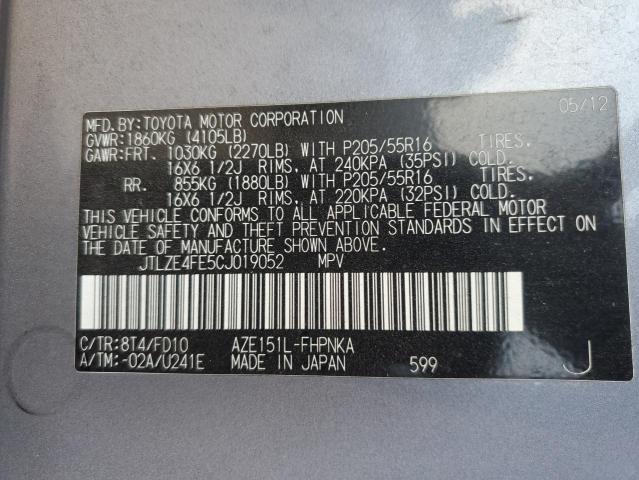 05/12
MFD.BY:TOYOTA MOTOR CORPORATION
GVWR:1860KG (4105LB)
GAWR:FRT. 1030KG (2270LB) WITH P205/55R16 TIRES.
16X6 1/2J RIMS, AT 240KPA (35PSI) COLD.
RR. 855KG (1880LB) WITH P205/55R16 TIRES.
16X6 1/2J RIMS, AT 220KPA (32PSI) COLD.
THIS VEHICLE CONFORMS TO ALL APPLICABLE FEDERAL MOTOR
VEHICLE SAFETY AND THEFT PREVENTION STANDARDS IN EFFECT ON
THE DATE OF MANUFACTURE SHOWN ABOVE.
JTLZE4FE5CJ019052 MPV
C/TR:8T4/FD10 AZE151L-FHPNKA
A/TM:-02A/U241E MADE IN JAPAN 599 J